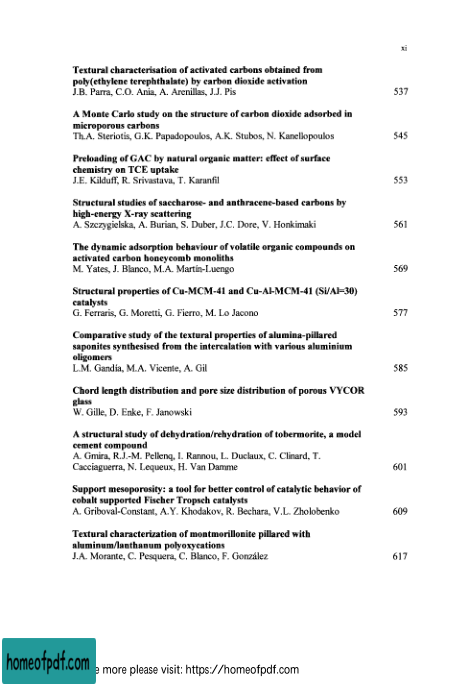 xi
Textural characterisation of activated carbons obtained from
poly(ethylene terephthalate) by carbon dioxide activation
J.B. Parra, C.O. Ania, A. Arenillas, J.J. Pis 537
A Monte Carlo study on the structure of carbon dioxide adsorbed in
microporous carbons
Th.A. Steriotis, G.K. Papadopoulos, A.K. Stubos, N. Kanellopoulos 545
Preloading of GAC by natural organic matter: effect of surface
chemistry on TCE uptake
J.E. Kilduff, R. Srivastava, T. Karanfil 553
Structural studies of saccharose- and anthracene-based carbons by
high-energy X-ray scattering
A. Szczygielska, A. Burian, S. Duber, J.C. Dore, V. Honkimaki 561
The dynamic adsorption behaviour of volatile organic compounds on
activated carbon honeycomb monoliths
M. Yates, J. Blanco, M.A. Martin-Luengo 569
Structural properties of Cu-MCM-41 and Cu-Al-MCM-41 (Si/Al=30)
catalysts
G. Ferraris, G. Moretti, G. Fierro, M. Lo Jacono 577
Comparative study of the textural properties of alumina-pillared
saponites synthesised from the intercalation with various aluminium
oligomers
L.M. Gandía, M.A. Vicente, A. Gil 585
Chord length distribution and pore size distribution of porous VYCOR
glass
W. Gille, D. Enke, F. Janowski 593
A structural study of dehydration/rehydration of tobermorite, a model
cement compound
A. Gmira, R.J.-M. Pellenq, I. Rannou, L. Duclaux, C. Clinard, T.
Cacciaguerra, N. Lequeux, H. Van Damme 601
Support mesoporosity: a tool for better control of catalytic behavior of
cobalt supported Fischer Tropsch catalysts
A. Griboval-Constant, A.Y. Khodakov, R. Bechara, V.L. Zholobenko 609
Textural characterization of montmorillonite pillared with
aluminum/lanthanum polyoxycations
J.A. Morante, C. Pesquera, C. Blanco, F. González 617
homeofpdf.com e more please visit: https://homeofpdf.com